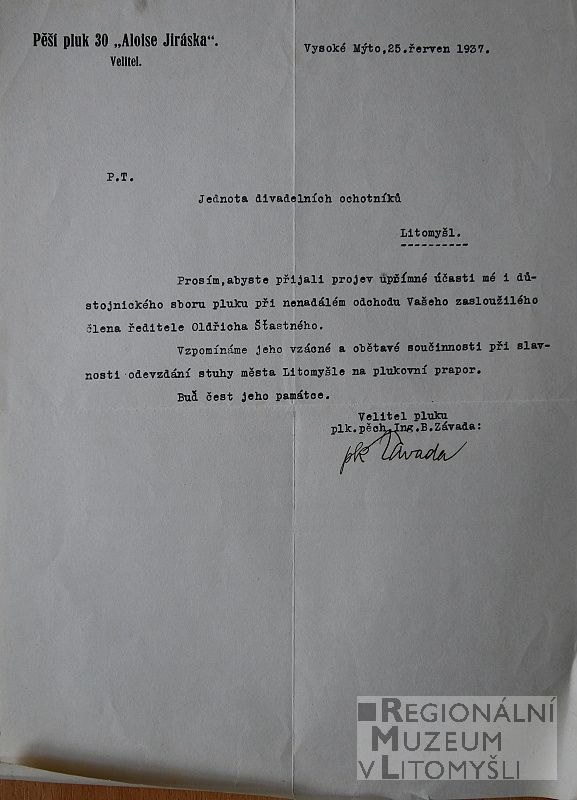 Pěší pluk 30 „Aloise Jiráska“.
Velitel.
Vysoké Mýto,25.řerven 1937.
P.T.
Jednota divadelních ochotníků
Litomyšl.
Prosím,abyste přijali projev upřímné účasti mé i dů-
stojnického sboru pluku při nenadálém odchodu Vašeho zasloužilého
člena ředitele Oldřicha Šťastného.
Vzpomínáme jeho vzácné a obětavé součinnosti při slav-
nosti odevzdání stuhy města Litomyšle na plukovní prapor.
Buď čest jeho památce.
Velitel pluku
plk.pěch.Ing.B.Závada:
plk Závada
REGIONÁLNÍ
MUZEUM
V LITOMYŠLI